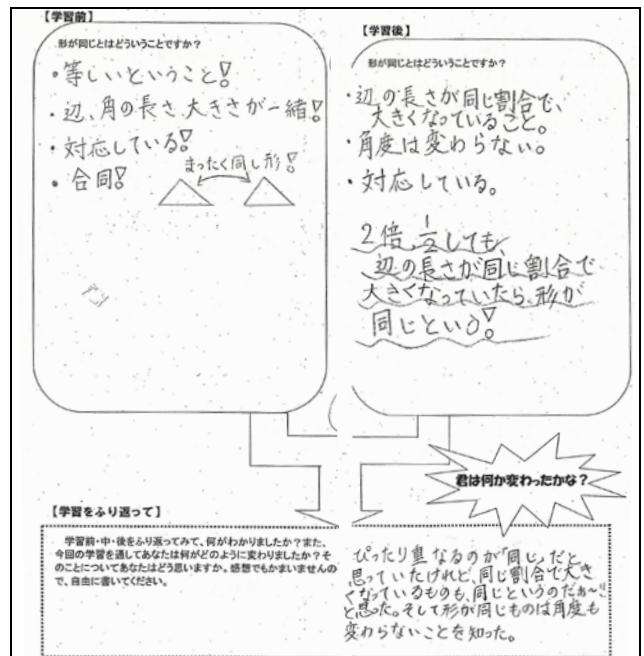 【学習前】
形が同じとはどういうことですか？
・等しいということ!
・辺、角の長さ、大きさが一緒!
・対応している!
まったく同し形!
・合同!
【学習後】
形が同じとはどういうことですか？
・辺の長さが同じ割合で、
大きくなっていること。
・角度は変わらない。
・対応している。
2倍、1/2しても、
辺の長さが同じ割合で
大きくなっていたら、形が
同じという!
君は何か変わったかな？
【学習をふり返って】
学習前・中・後をふり返ってみて、何がわかりましたか？また、
今回の学習を通してあなたは何がどのように変わりましたか？そ
のことについてあなたはどう思いますか。感想でもかまいませんの
で、自由に書いてください。
ぴったり重なるのが「同じ」だと
思っていたけれど、同じ割合で大き
くなっているものも、同じというのだぁ〜!!
と思った。そして形が同じものは角度も
変わらないことを知った。